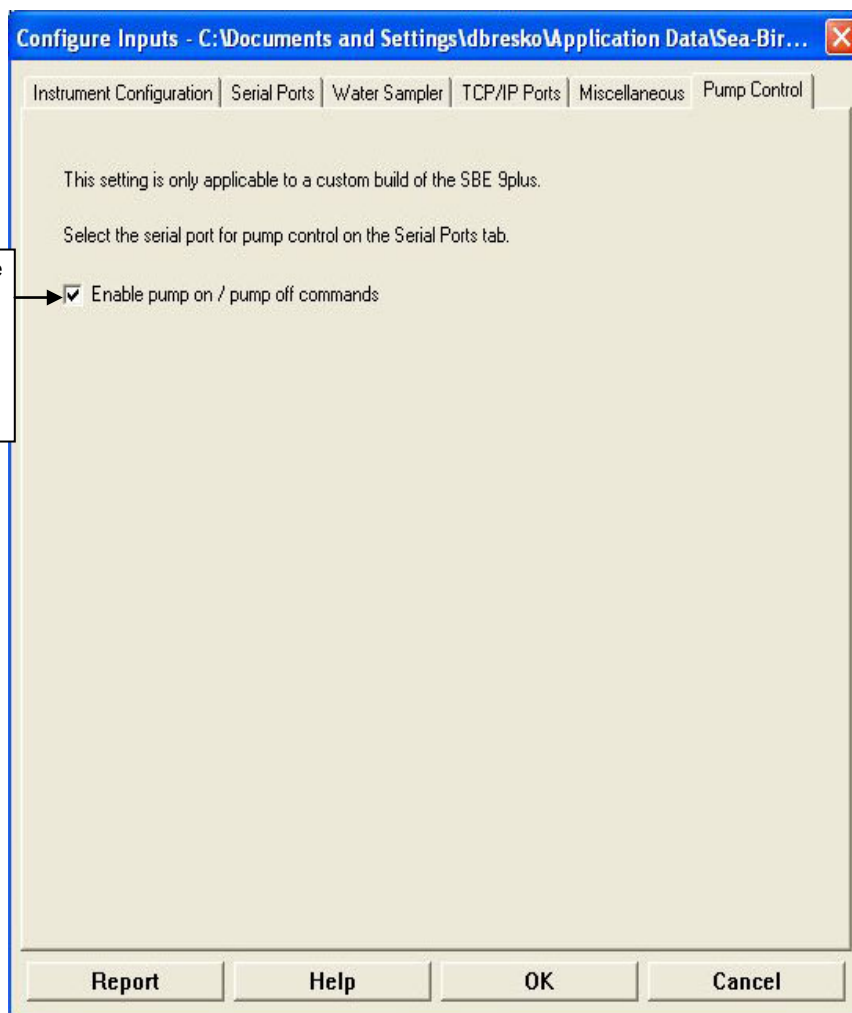 Configure Inputs - C:\Documents and Settings\dbresko\Application Data\Sea-Bir...
Instrument Configuration
Serial Ports
Water Sampler
TCP/IP Ports
Miscellaneous
Pump Control
This setting is only applicable to a custom build of the SBE 9plus.
Select the serial port for pump control on the Serial Ports tab.
Enable pump on / pump off commands
Report
Help
OK
Cancel